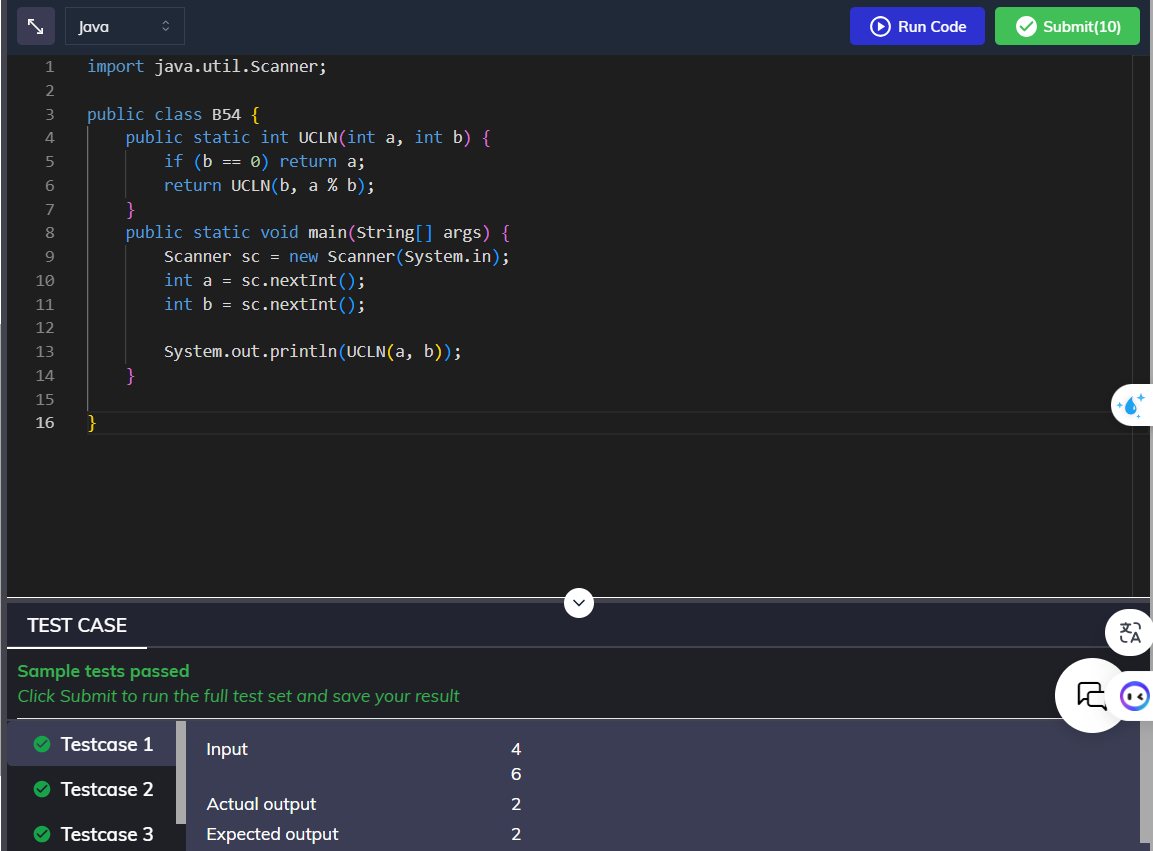 Java
Run Code
Submit(10)
1 import java.util.Scanner;
2
3 public class B54 {
4     public static int UCLN(int a, int b) {
5         if (b == 0) return a;
6         return UCLN(b, a % b);
7     }
8     public static void main(String[] args) {
9         Scanner sc = new Scanner(System.in);
10         int a = sc.nextInt();
11         int b = sc.nextInt();
12
13         System.out.println(UCLN(a, b));
14     }
15
16 }
TEST CASE
Sample tests passed
Click Submit to run the full test set and save your result
Testcase 1
Testcase 2
Testcase 3
Input 4
6
Actual output 2
Expected output 2
文A